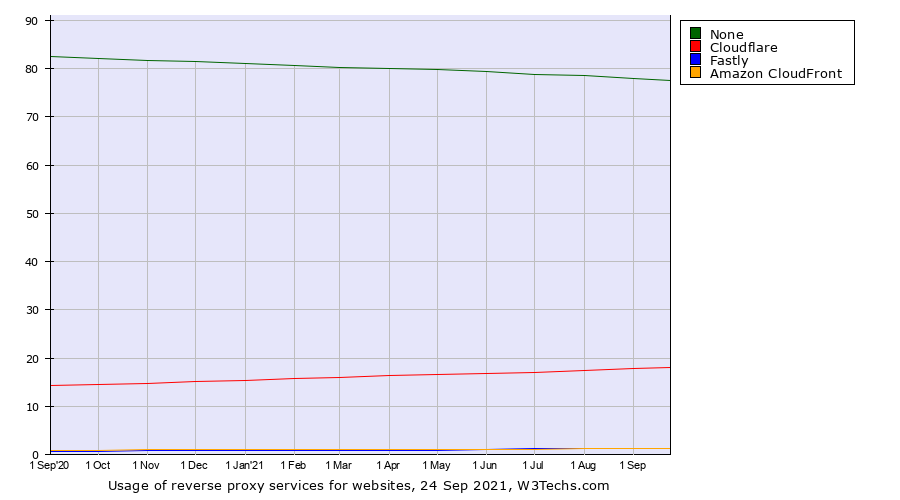 90
80
70
60
50
40
30
20
10
0
1 Sep'20 1 Oct 1 Nov 1 Dec 1 Jan'21 1 Feb 1 Mar 1 Apr 1 May 1 Jun 1 Jul 1 Aug 1 Sep
Usage of reverse proxy services for websites, 24 Sep 2021, W3Techs.com
None
Cloudflare
Fastly
Amazon CloudFront